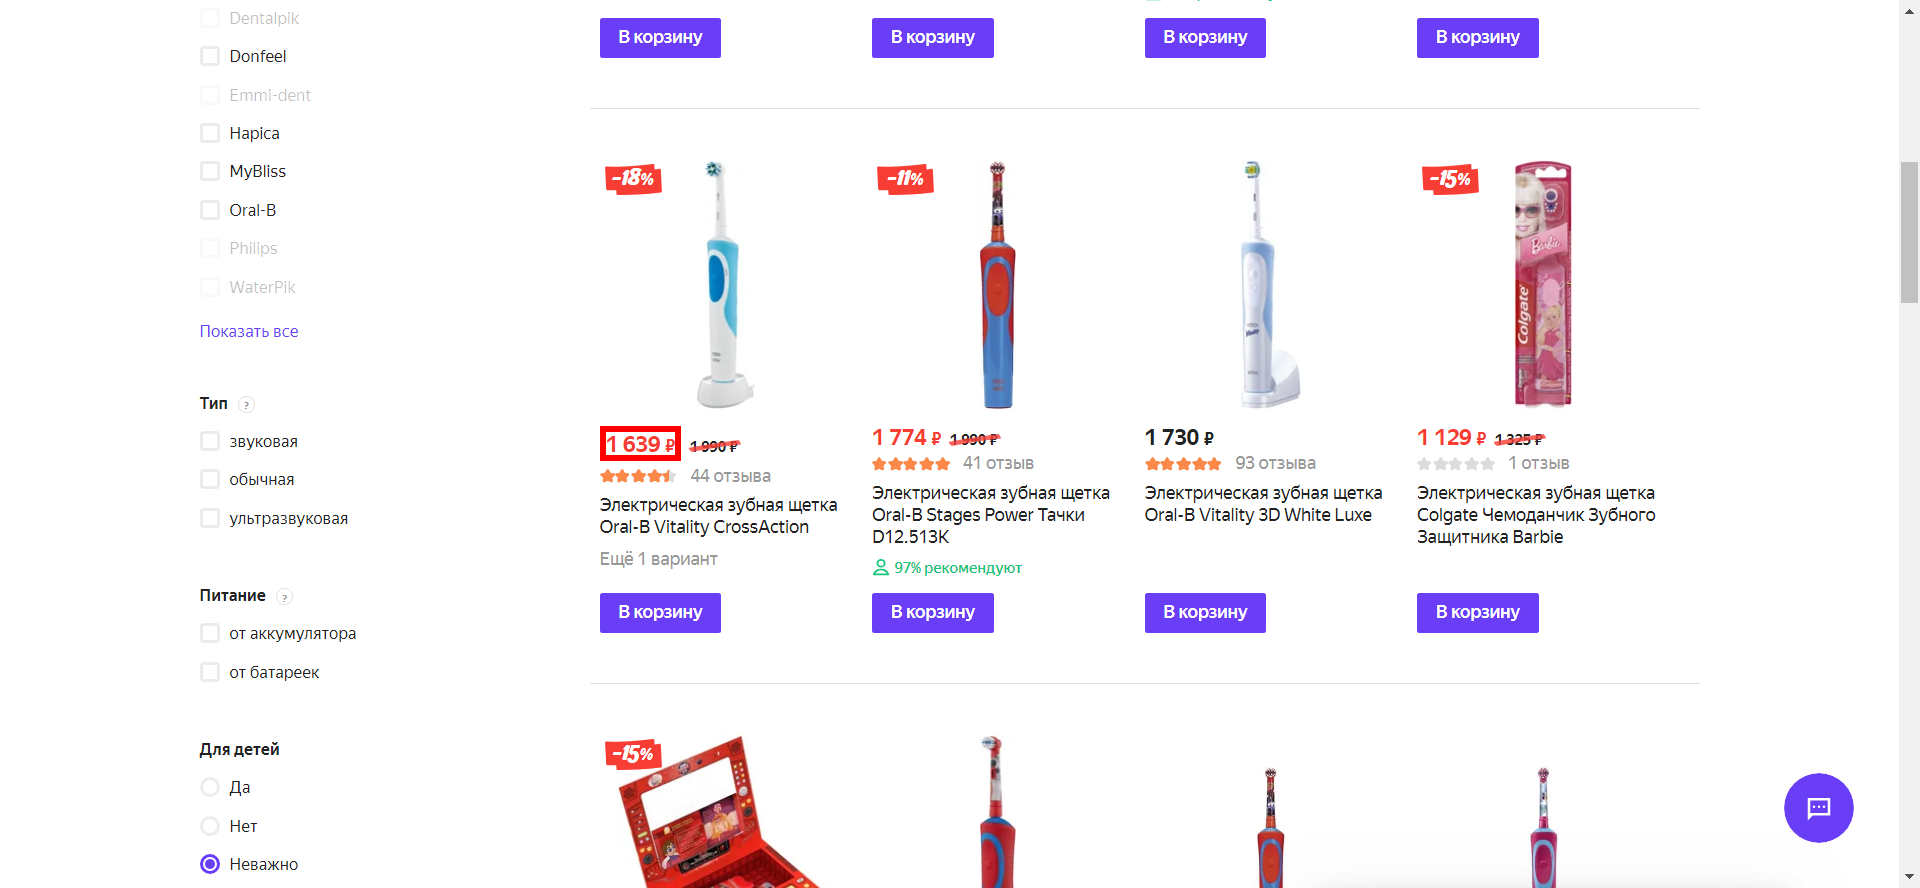 Dentalpik
Donfeel
Emmi-dent
Hapica
MyBliss
Oral-B
Philips
WaterPik
Показать все
Тип ?
звуковая
обычная
ультразвуковая
Питание ?
от аккумулятора
от батареек
Для детей
Да
Нет
Неважно
В корзину
В корзину
В корзину
В корзину
-18%
1 639 ₽ 1 990 ₽
44 отзыва
Электрическая зубная щетка
Oral-B Vitality CrossAction
Ещё 1 вариант
В корзину
-11%
1 774 ₽ 1 990 ₽
41 отзыв
Электрическая зубная щетка
Oral-B Stages Power Тачки
D12.513K
97% рекомендуют
В корзину
1 730 ₽
93 отзыва
Электрическая зубная щетка
Oral-B Vitality 3D White Luxe
В корзину
-15%
Barbie
Colgate
1 129 ₽ 1 325 ₽
1 отзыв
Электрическая зубная щетка
Colgate Чемоданчик Зубного
Защитника Barbie
В корзину
-15%